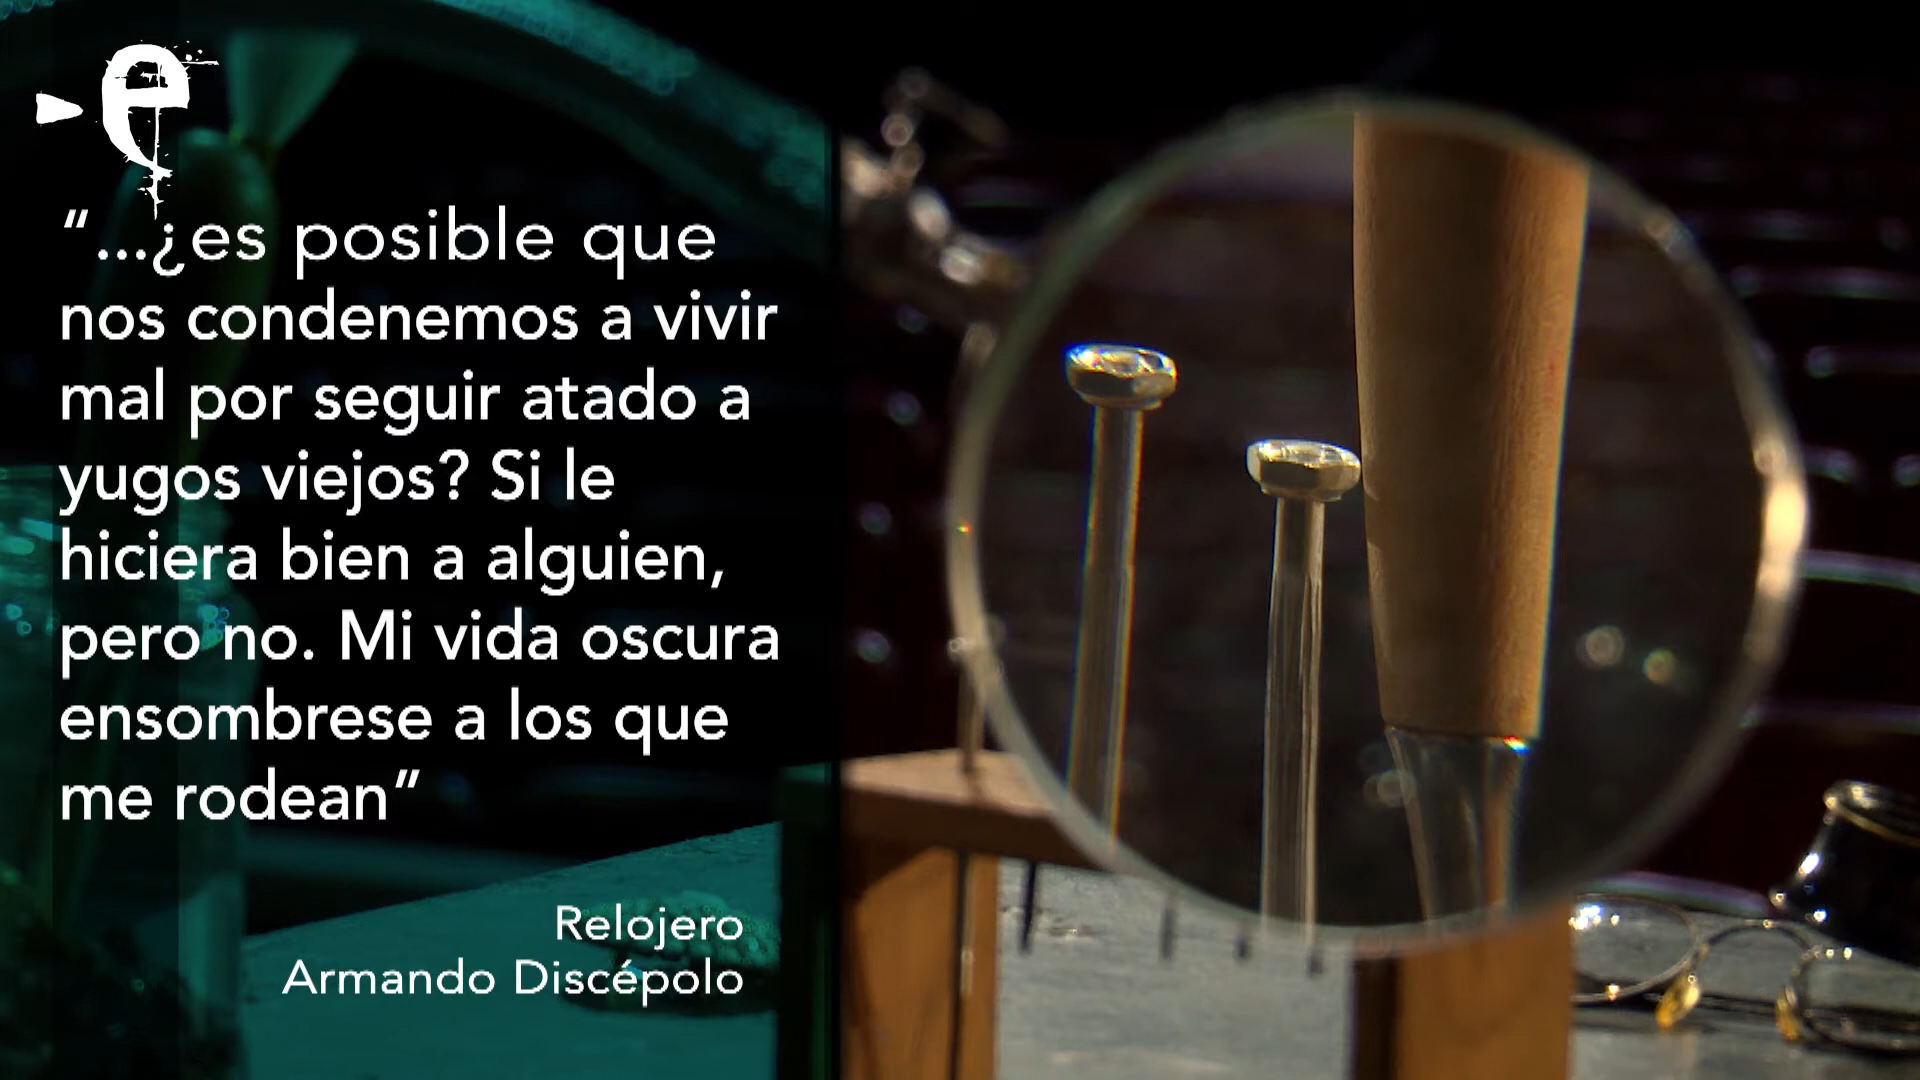 e
“...¿es posible que
nos condenemos a vivir
mal por seguir atado a
yugos viejos? Si le
hiciera bien a alguien,
pero no. Mi vida oscura
ensombrese a los que
me rodean”
Relojero
Armando Discépolo